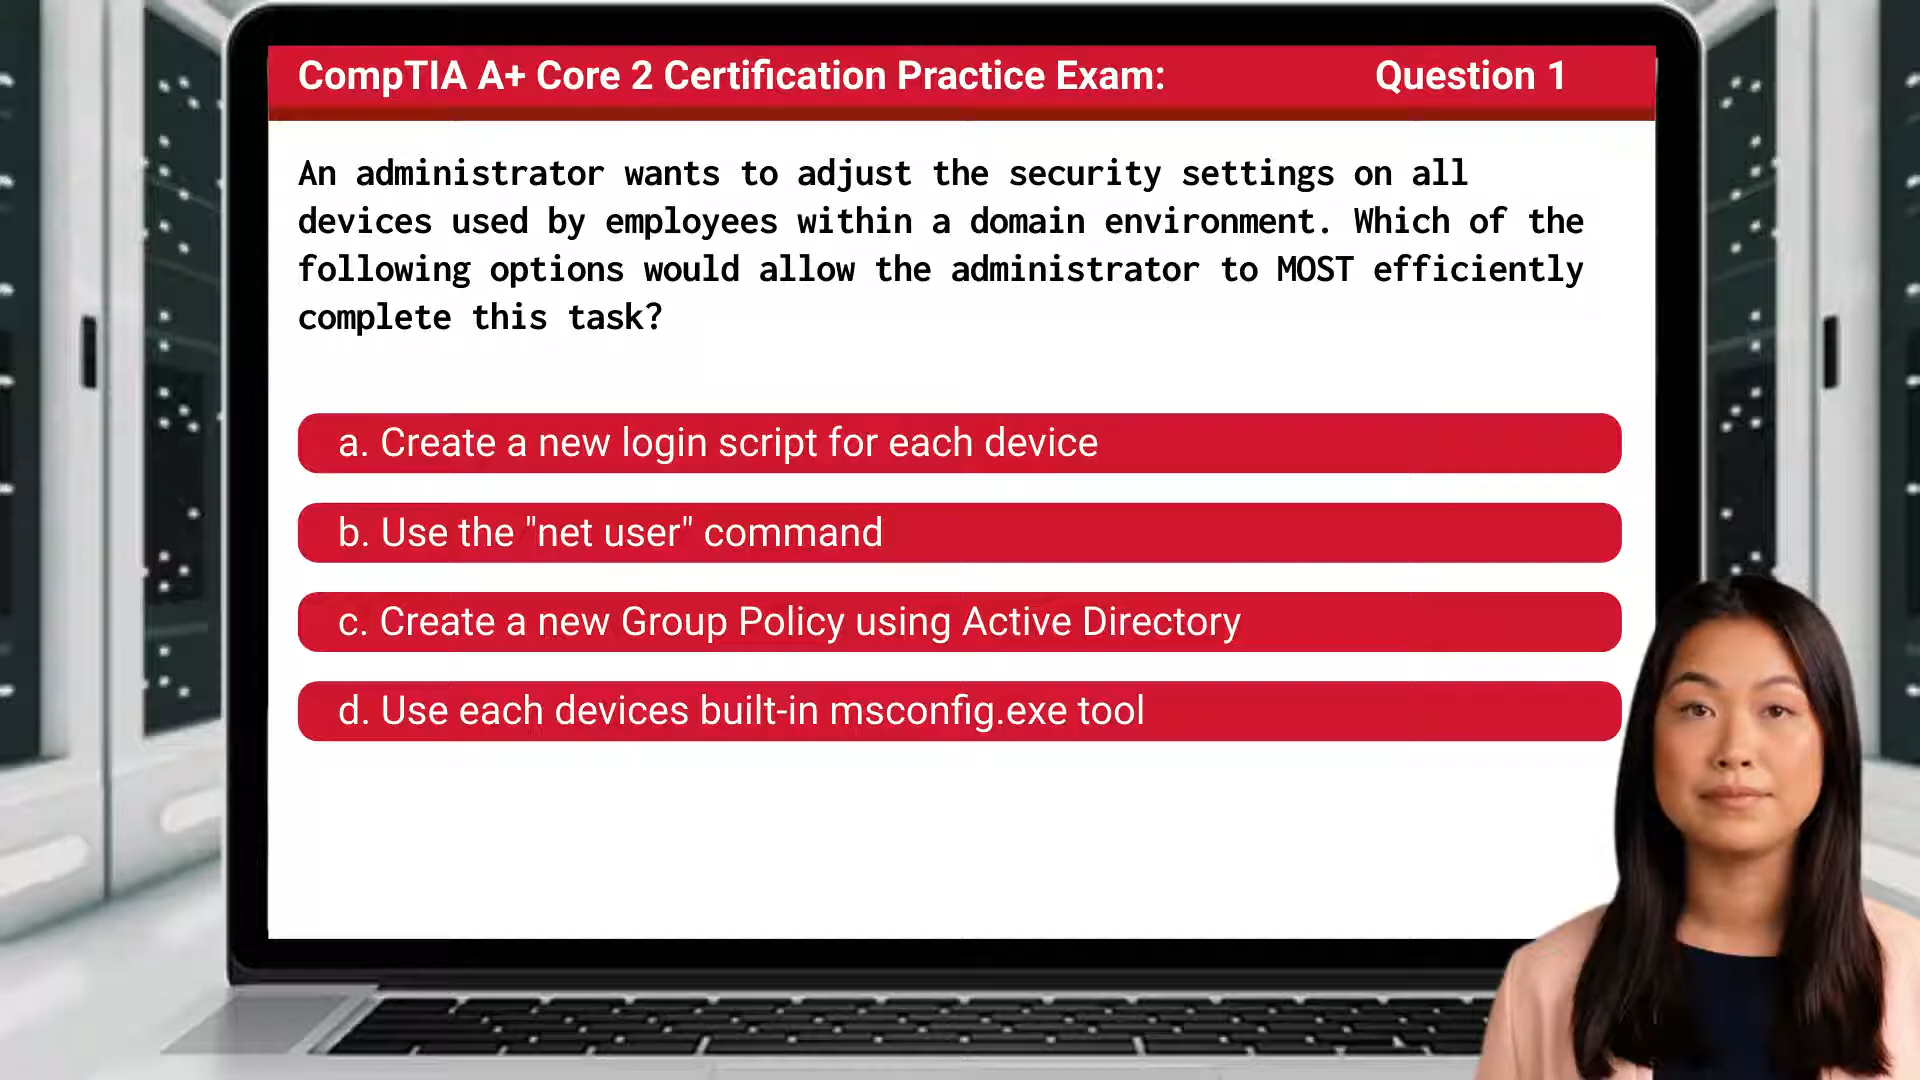 CompTIA A+ Core 2 Certification Practice Exam: Question 1
An administrator wants to adjust the security settings on all
devices used by employees within a domain environment. Which of the
following options would allow the administrator to MOST efficiently
complete this task?
a. Create a new login script for each device
b. Use the "net user" command
c. Create a new Group Policy using Active Directory
d. Use each devices built-in msconfig.exe tool